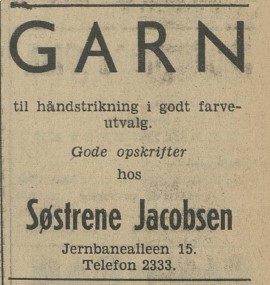 GARN
til håndstrikning i godt farve-
utvalg.
Gode opskrifter
hos
Søstrene Jacobsen
Jernbanealleen 15.
Telefon 2333.